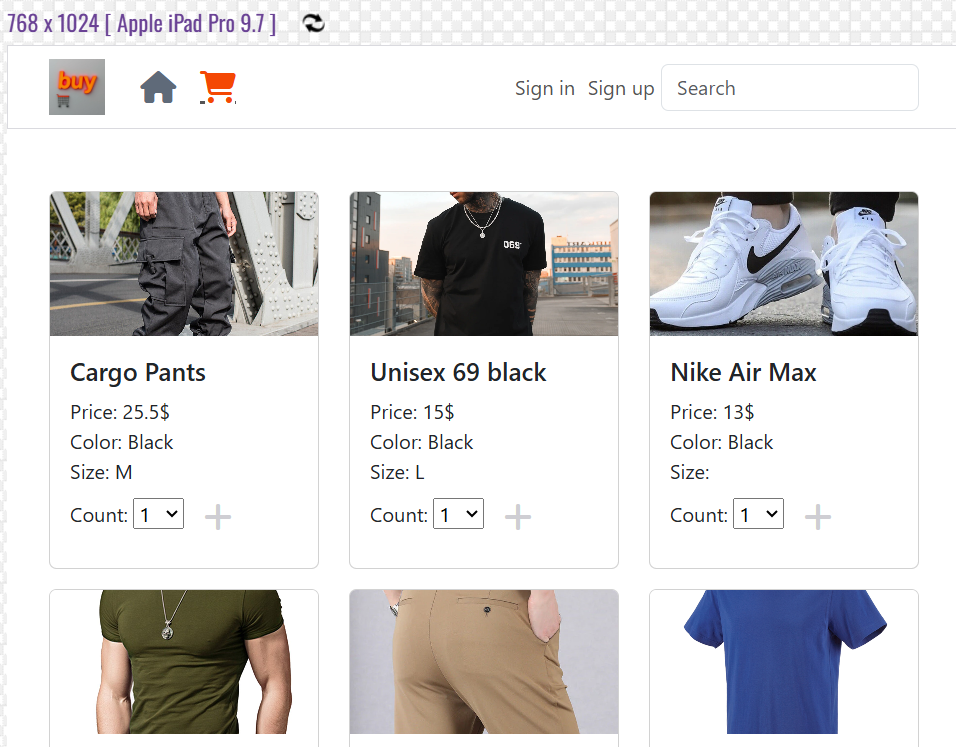 768 x 1024 [ Apple iPad Pro 9.7 ]
buy
Sign in Sign up Search
069
Cargo Pants
Price: 25.5$
Color: Black
Size: M
Count: 1
Unisex 69 black
Price: 15$
Color: Black
Size: L
Count: 1
Nike Air Max
Price: 13$
Color: Black
Size:
Count: 1